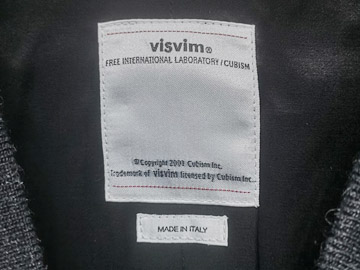 visvim®
FREE INTERNATIONAL LABORATORY / CUBISM
© Copyright 2001 Cubism Inc.
Trademark of visvim licensed by Cubism Inc.
MADE IN ITALY